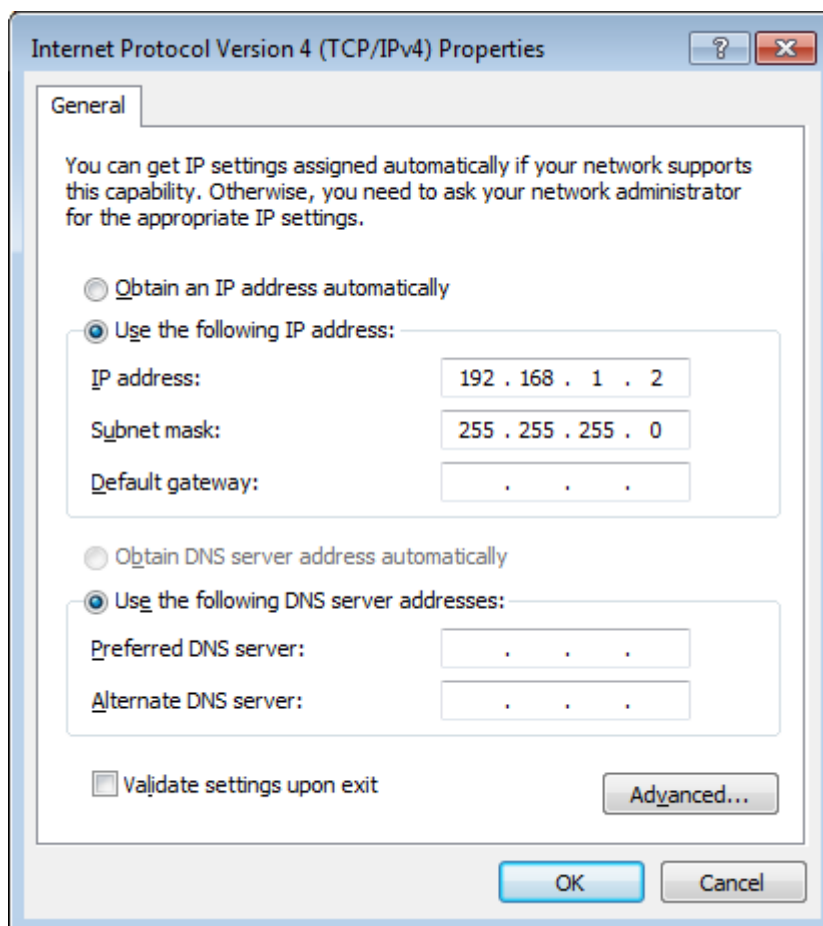 Internet Protocol Version 4 (TCP/IPv4) Properties
?
General
You can get IP settings assigned automatically if your network supports
this capability. Otherwise, you need to ask your network administrator
for the appropriate IP settings.
Obtain an IP address automatically
Use the following IP address:
IP address: 192 . 168 . 1 . 2
Subnet mask: 255 . 255 . 255 . 0
Default gateway: . . .
Obtain DNS server address automatically
Use the following DNS server addresses:
Preferred DNS server: . . .
Alternate DNS server: . . .
Validate settings upon exit
Advanced...
OK Cancel